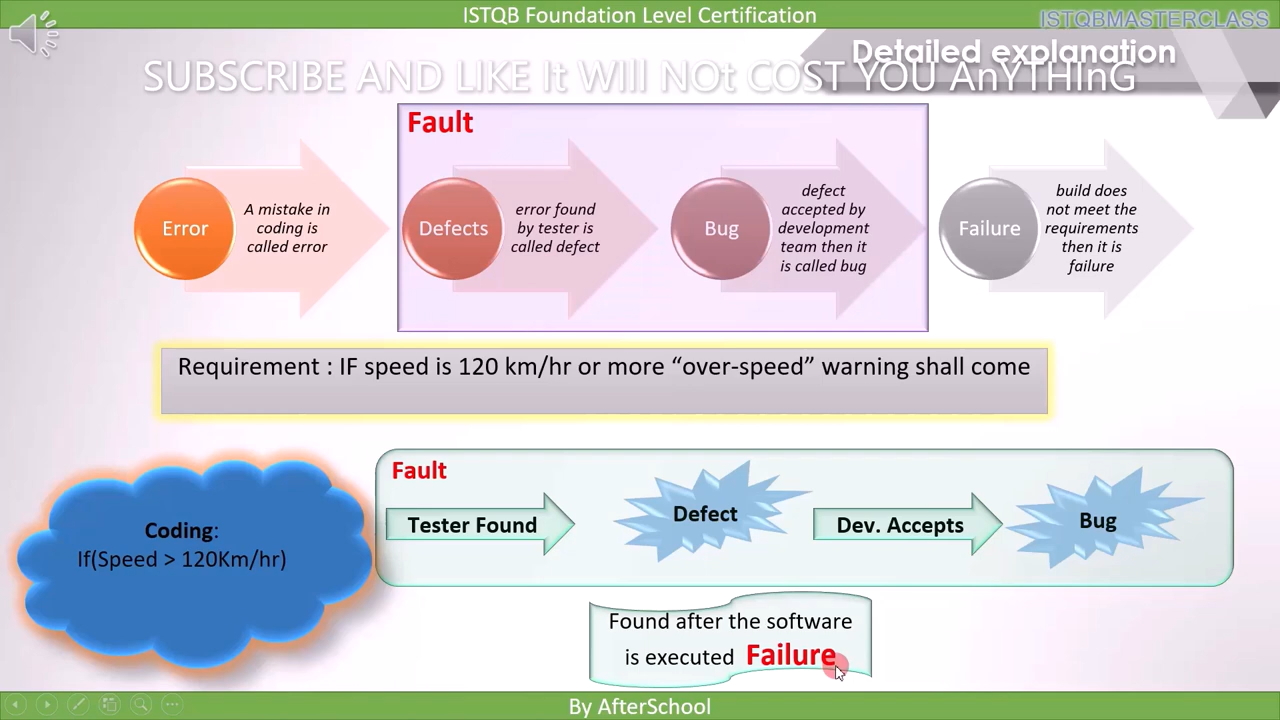 ISTQB Foundation Level Certification
ISTQBMASTERCLASS
Detailed explanation
SUBSCRIBE AND LIKE It WIll NOt COST YOU AnYTHInG
Fault
Error
A mistake in
coding is
called error
Defects
error found
by tester is
called defect
Bug
defect
accepted by
development
team then it
is called bug
Failure
build does
not meet the
requirements
then it is
failure
Requirement : IF speed is 120 km/hr or more “over-speed” warning shall come
Coding:
If(Speed > 120Km/hr)
Fault
Tester Found
Defect
Dev. Accepts
Bug
Found after the software
is executed Failure
By AfterSchool